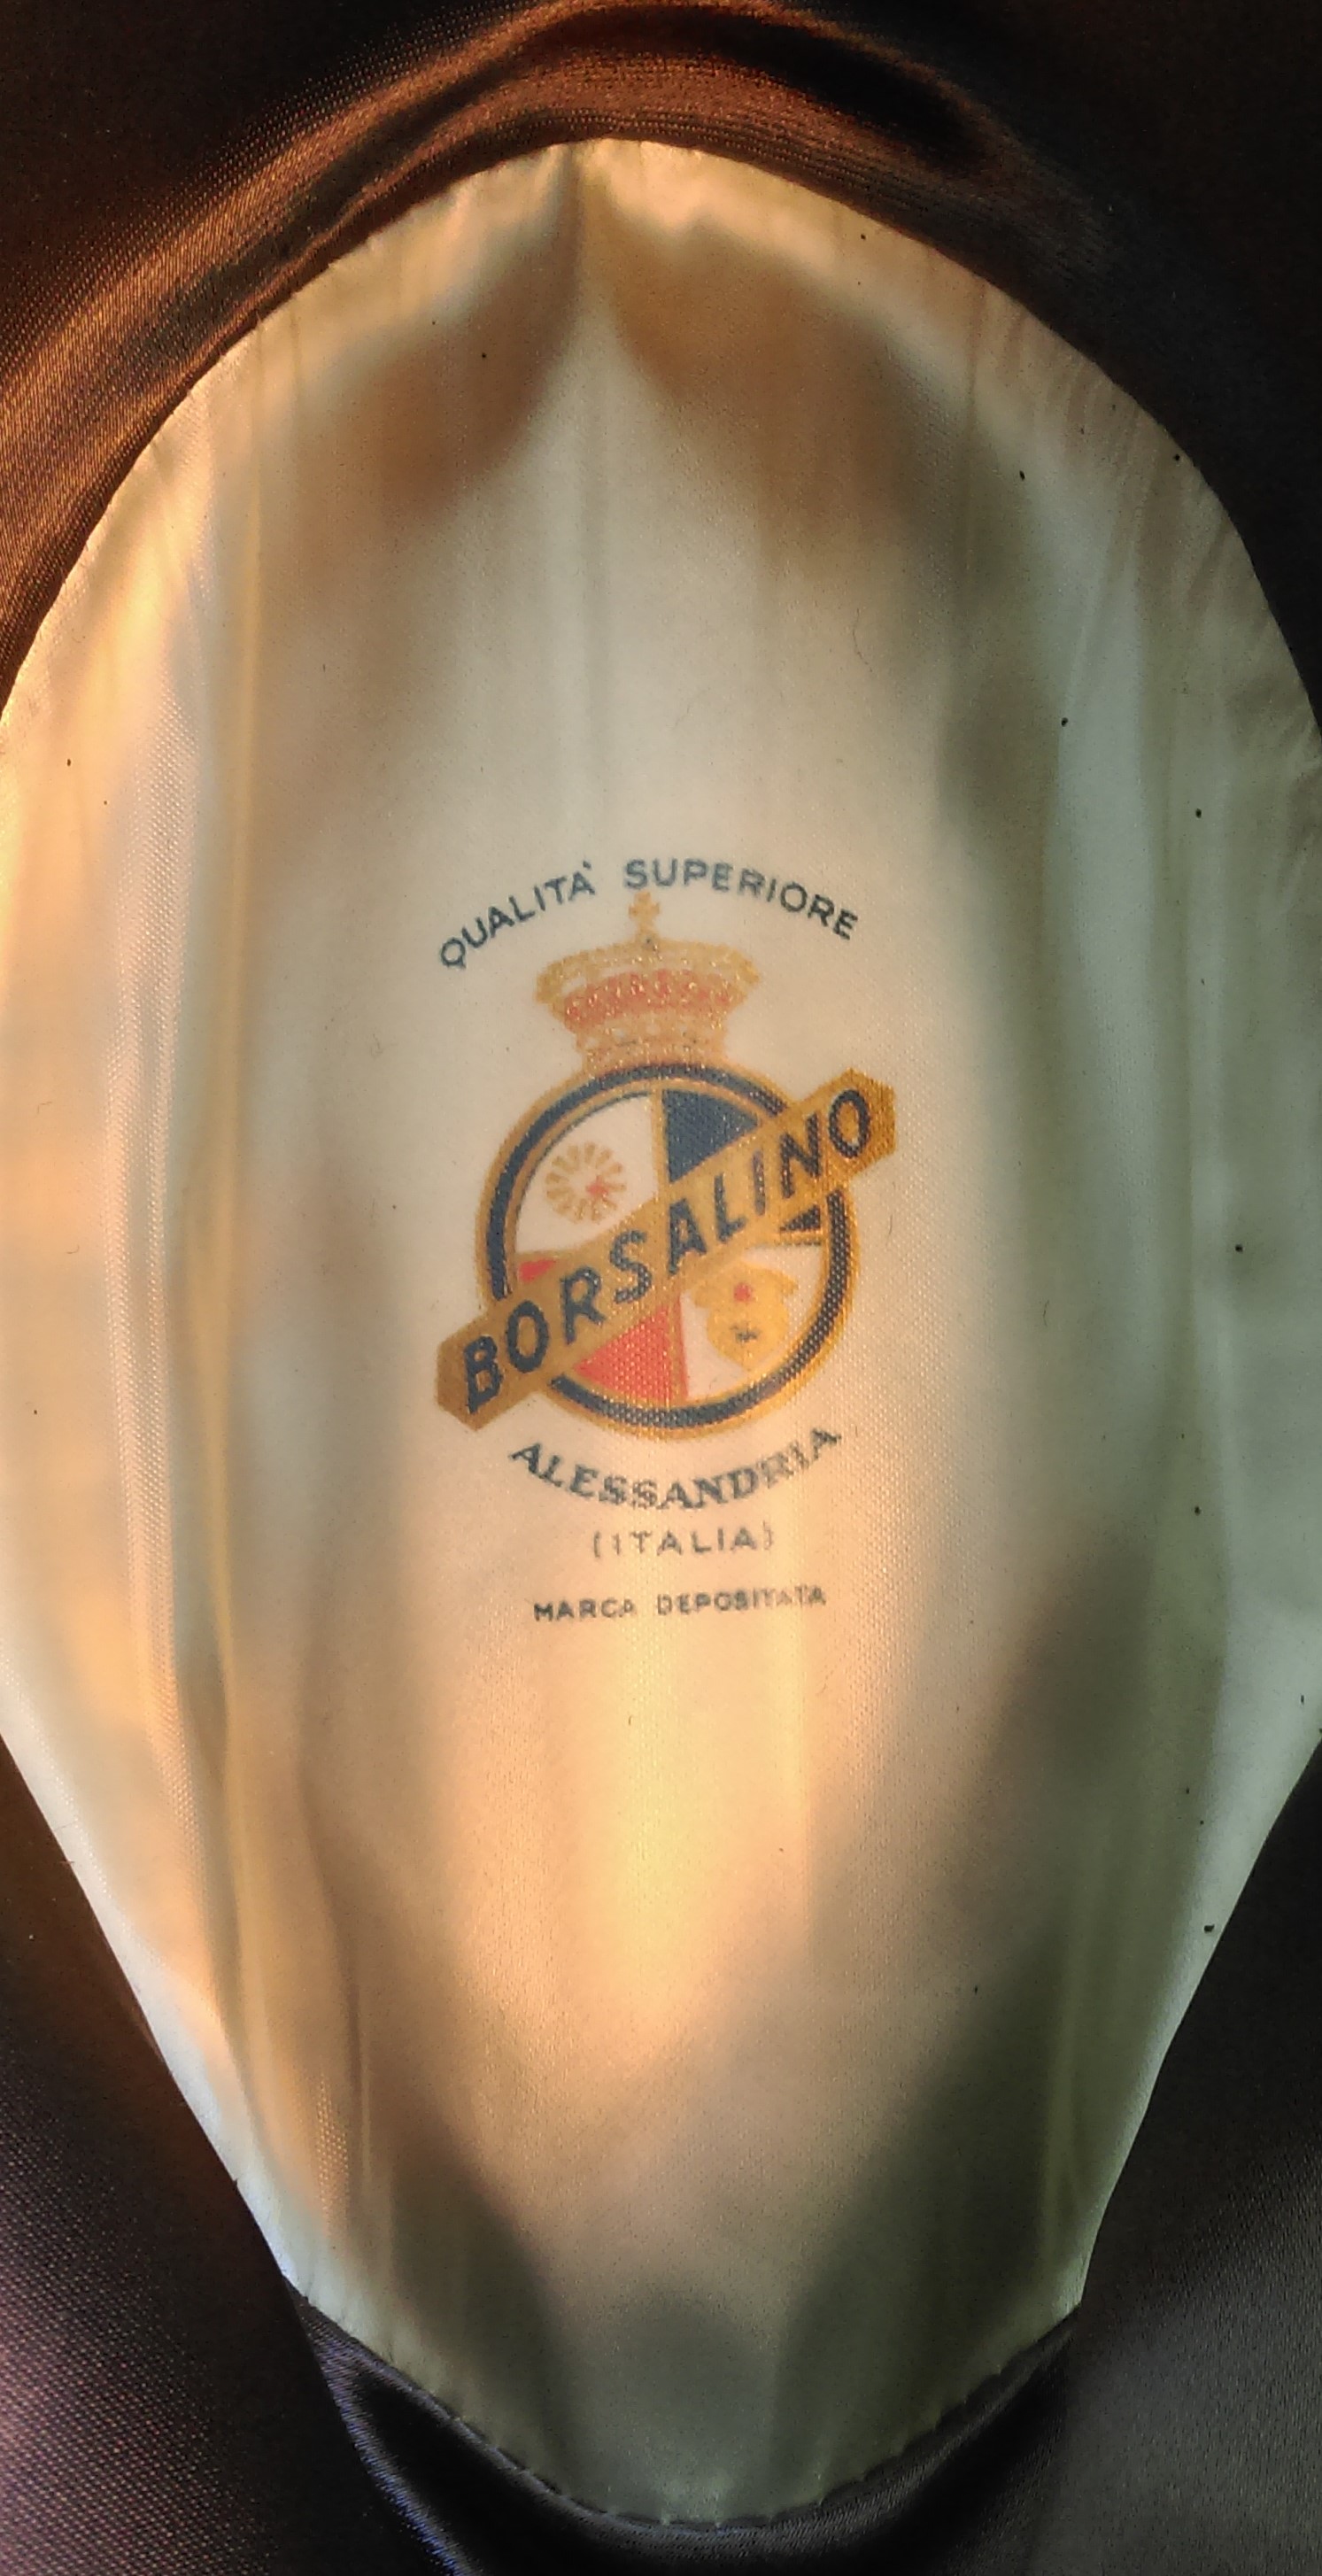 QUALITÀ SUPERIORE
BORSALINO
ALESSANDRIA
(ITALIA)
MARCA DEPOSITATA